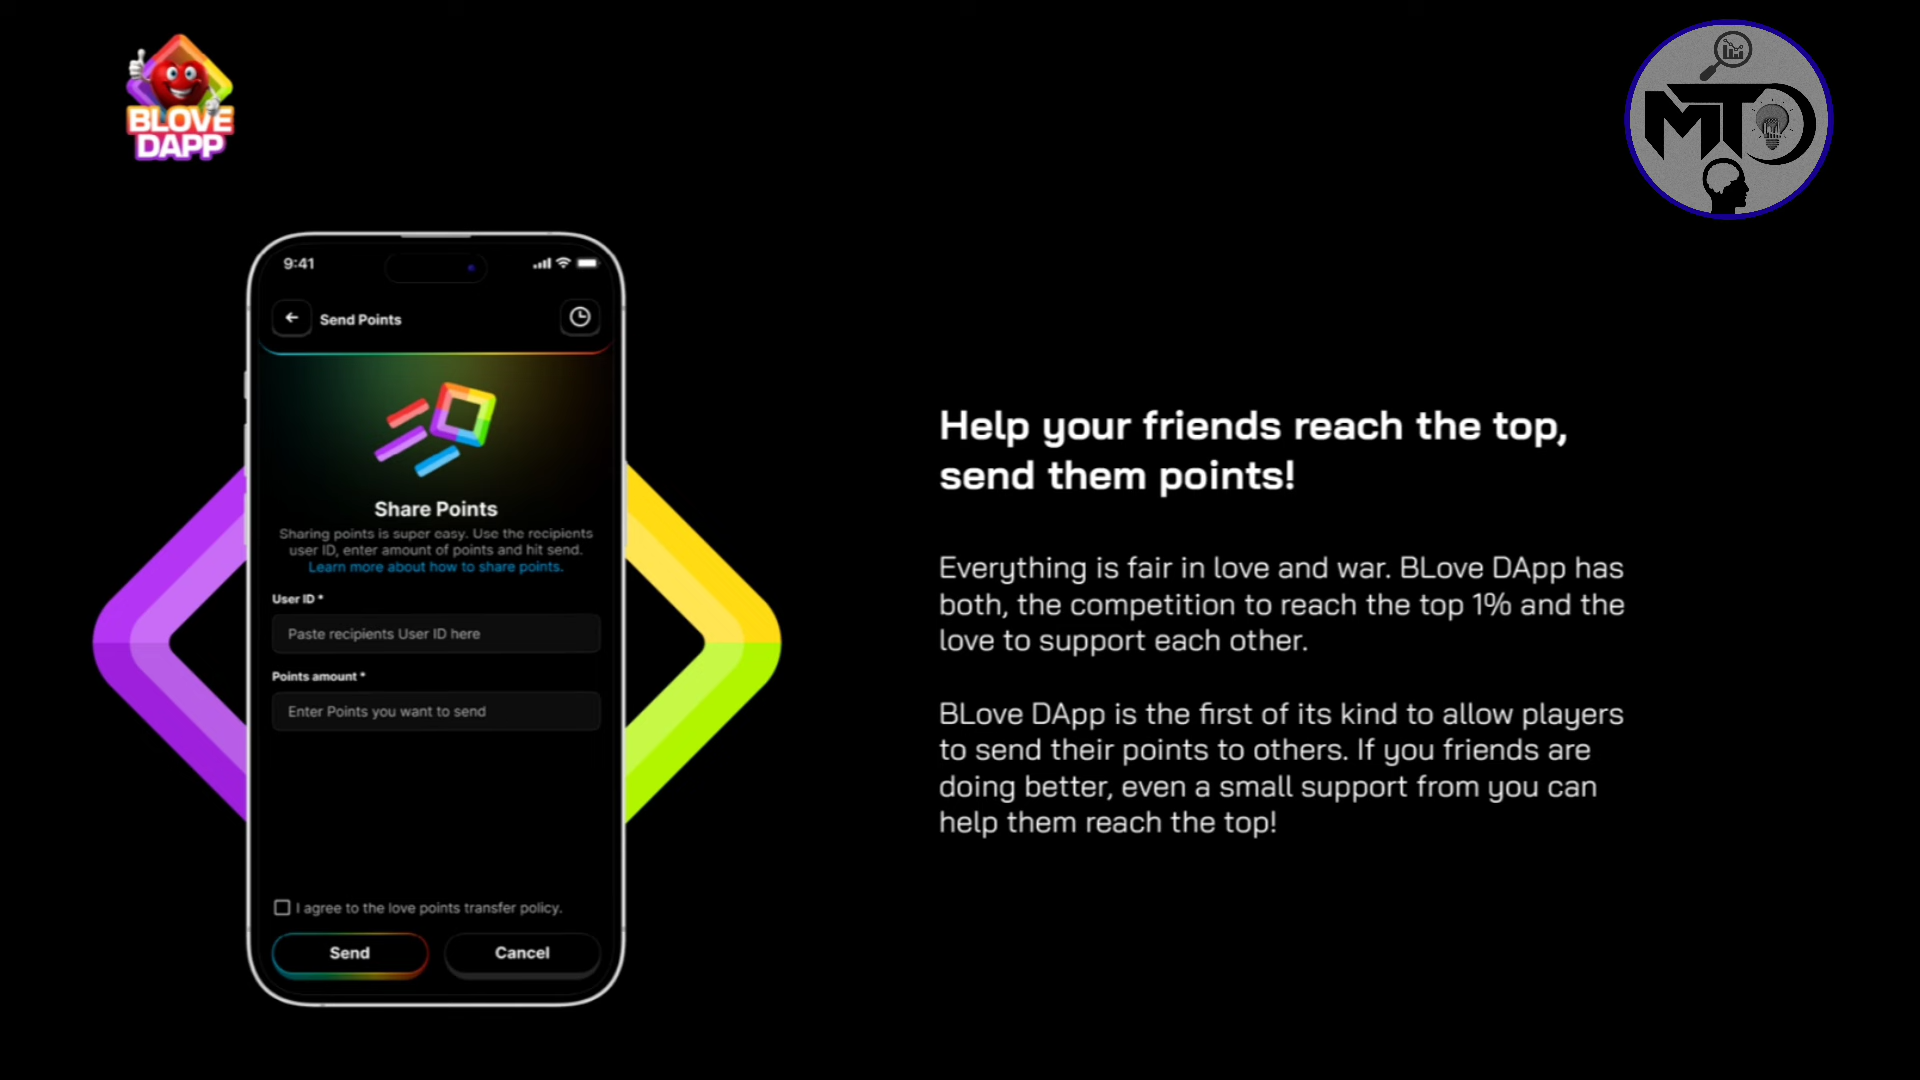 BLOVE
DAPP
MTD
9:41
Send Points
Share Points
Sharing points is super easy. Use the recipients
user ID, enter amount of points and hit send.
Learn more about how to share points.
User ID *
Paste recipients User ID here
Points amount *
Enter Points you want to send
I agree to the love points transfer policy.
Send
Cancel
Help your friends reach the top,
send them points!
Everything is fair in love and war. BLove DApp has
both, the competition to reach the top 1% and the
love to support each other.
BLove DApp is the first of its kind to allow players
to send their points to others. If you friends are
doing better, even a small support from you can
help them reach the top!